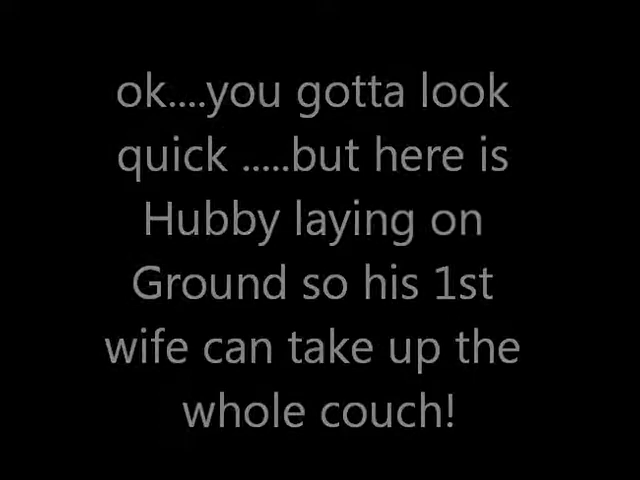 ok....you gotta look
quick .....but here is
Hubby laying on
Ground so his 1st
wife can take up the
whole couch!